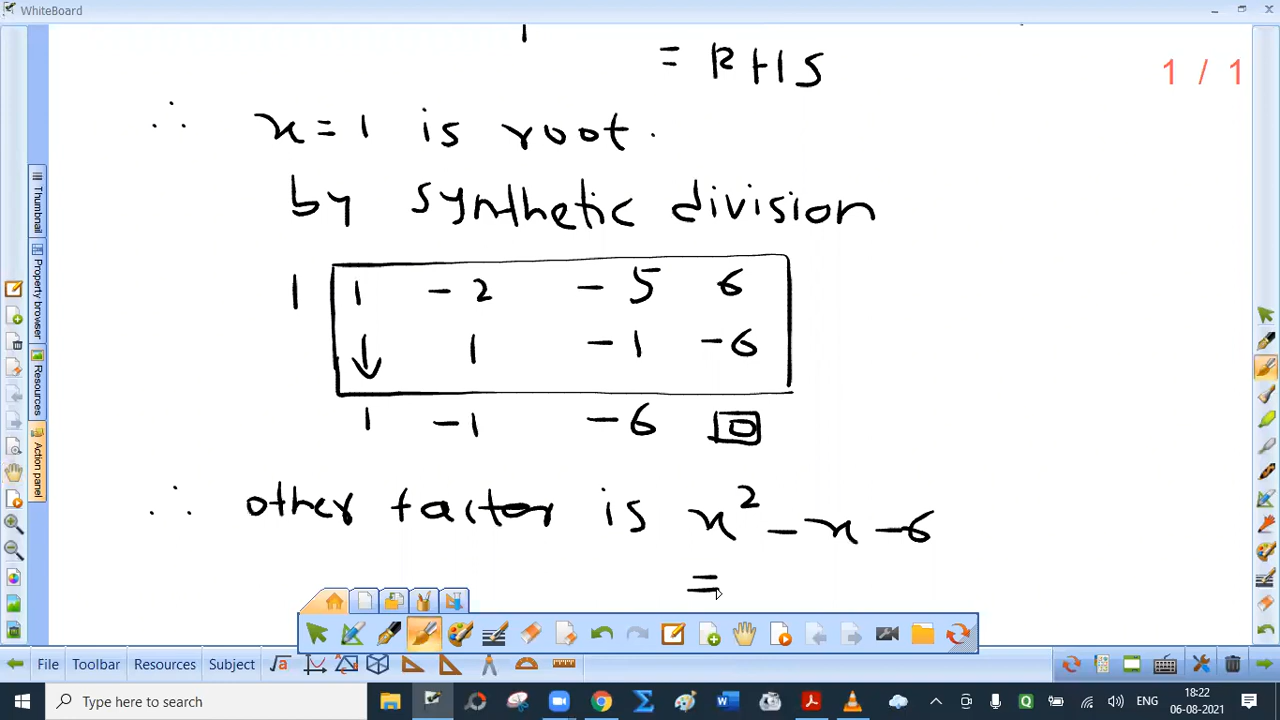 WhiteBoard
= RHS
1 / 1
∴ x=1 is root.
by synthetic division
1 1 -2 -5 6
↓ 1 -1 -6
1 -1 -6 0
∴ other factor is x² - x - 6
=
Thumbnail
Property browser
Resources
Action panel
File Toolbar Resources Subject
Type here to search
ENG
18:22
06-08-2021